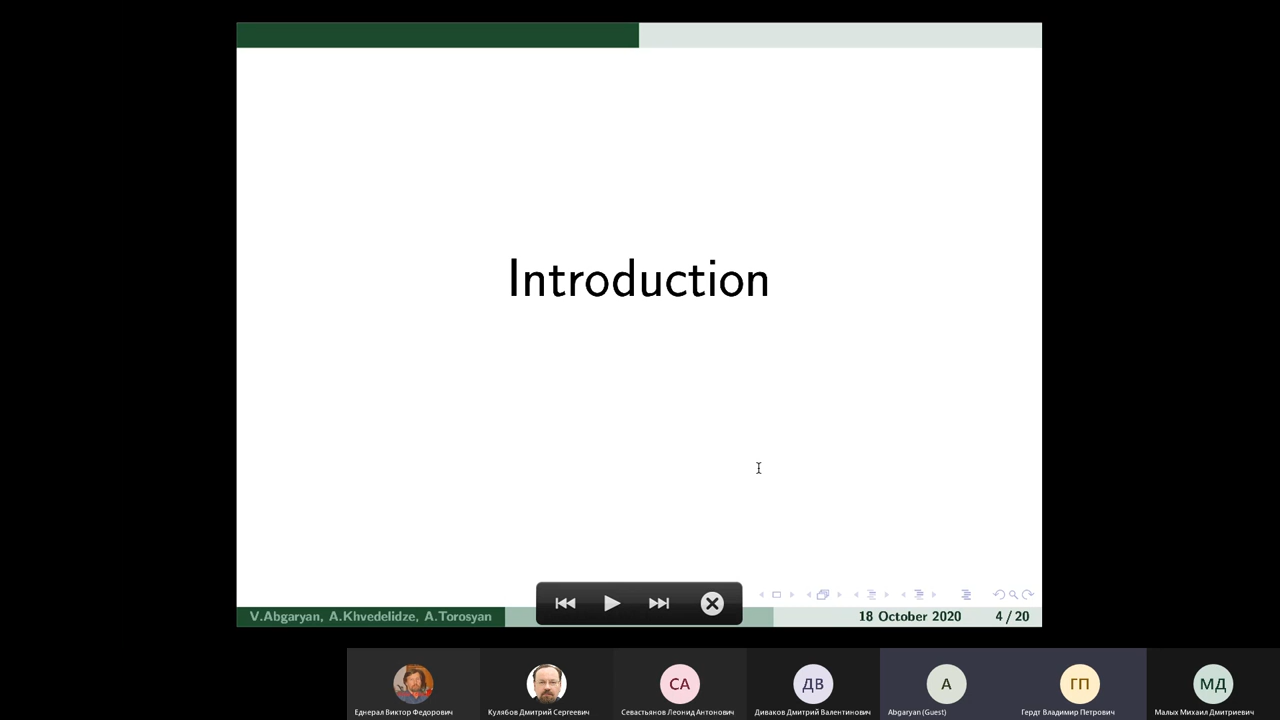 Introduction
V.Abgaryan, A.Khvedelidze, A.Torosyan
18 October 2020
4 / 20
СА
ДВ
A
ГП
МД
Еднерал Виктор Федорович
Кулябов Дмитрий Сергеевич
Севастьянов Леонид Антонович
Диваков Дмитрий Валентинович
Abgaryan (Guest)
Гердт Владимир Петрович
Малых Михаил Дмитриевич